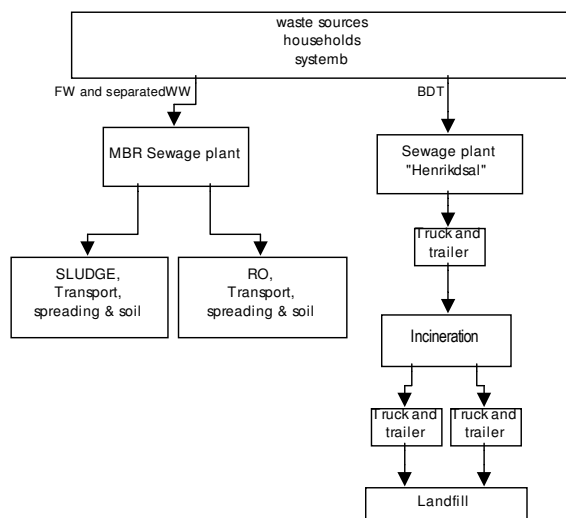 waste sources
households
systemb
FW and separatedWW
BDT
MBR Sewage plant
Sewage plant
"Henrikdsal"
Truck and
trailer
SLUDGE,
Transport,
spreading & soil
RO,
Transport,
spreading & soil
Incineration
Truck and
trailer
Truck and
trailer
Landfill